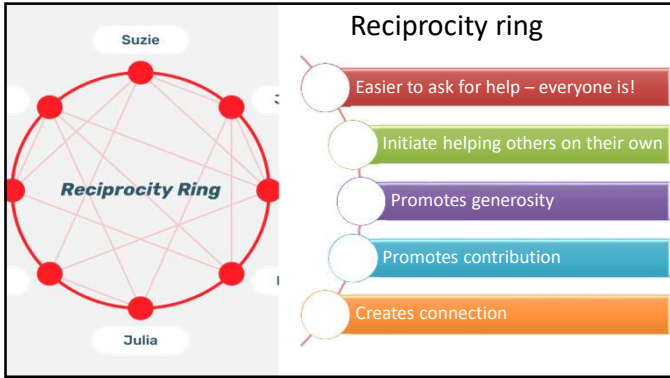 Suzie
Reciprocity Ring
Julia
Reciprocity ring
Easier to ask for help – everyone is!
Initiate helping others on their own
Promotes generosity
Promotes contribution
Creates connection